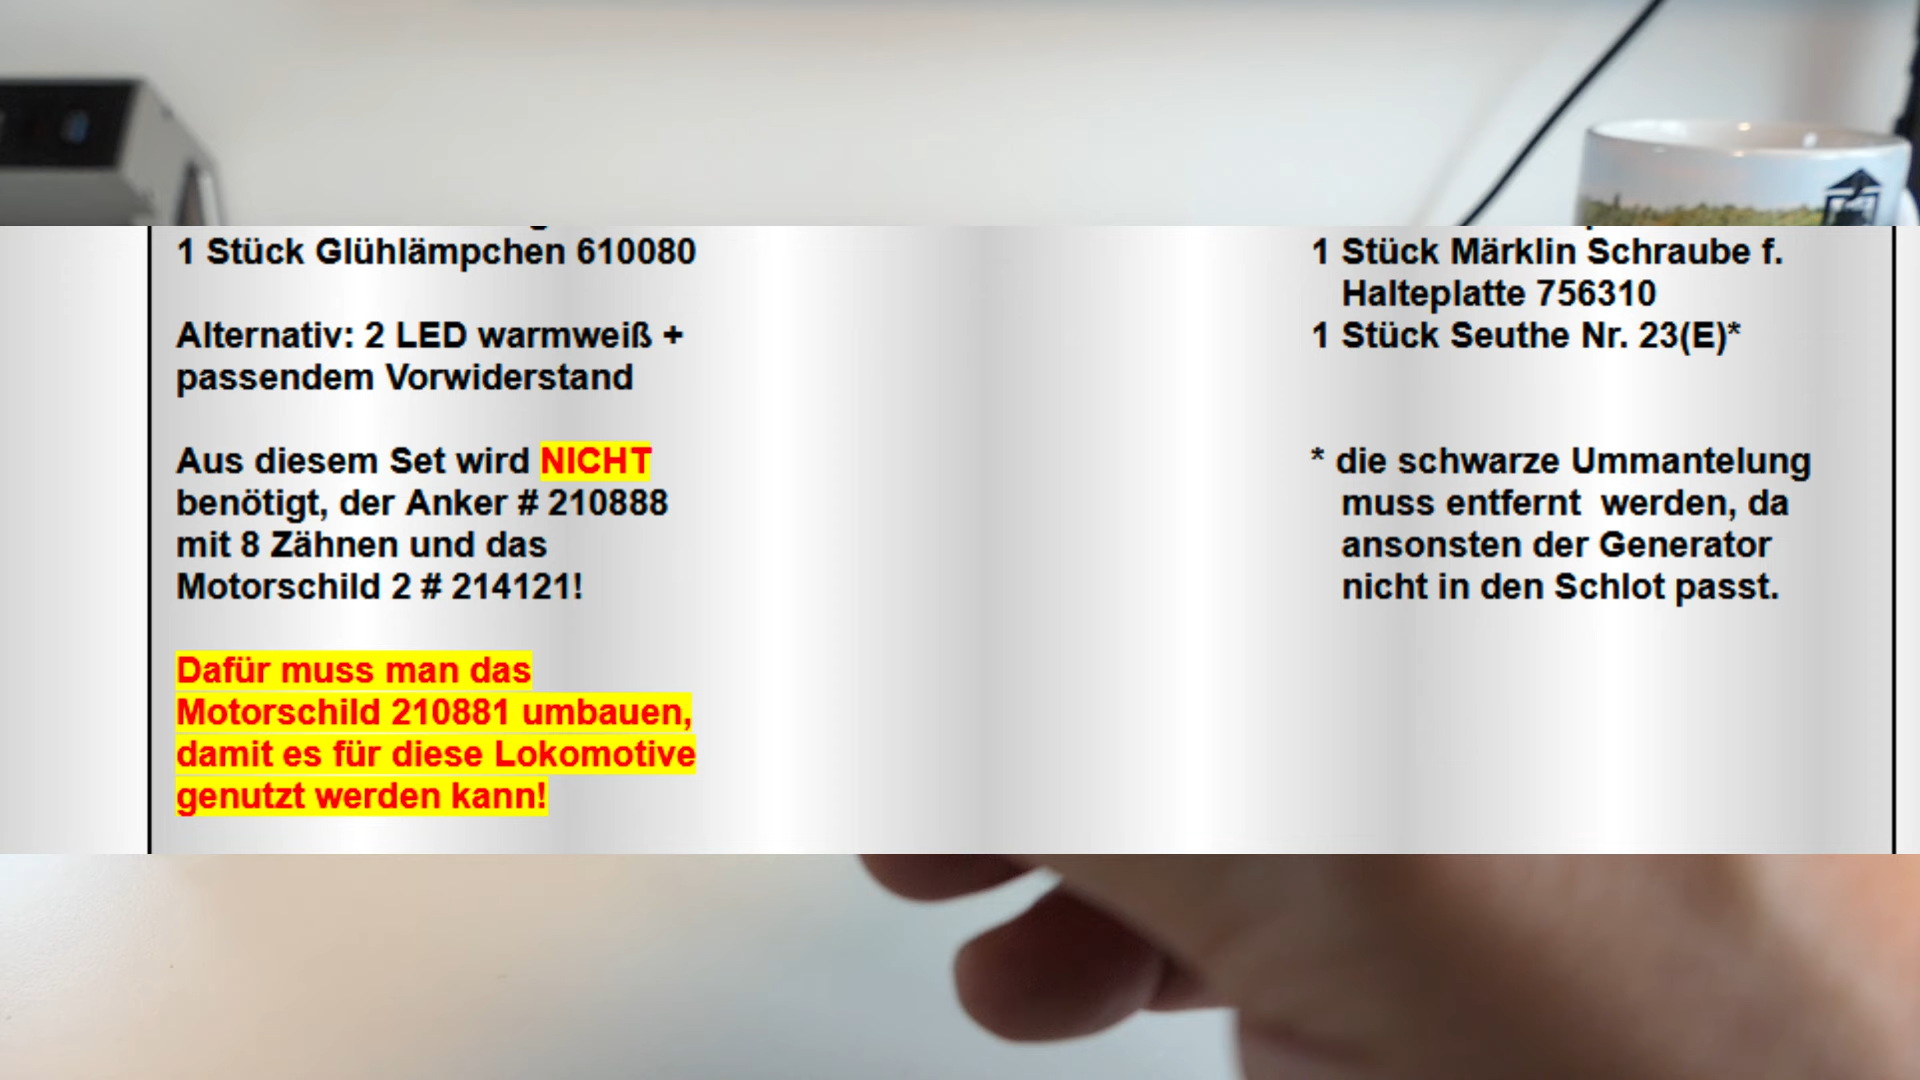 1 Stück Glühlämpchen 610080
Alternativ: 2 LED warmweiß +
passendem Vorwiderstand
Aus diesem Set wird NICHT
benötigt, der Anker # 210888
mit 8 Zähnen und das
Motorschild 2 # 214121!
Dafür muss man das
Motorschild 210881 umbauen,
damit es für diese Lokomotive
genutzt werden kann!
1 Stück Märklin Schraube f.
Halteplatte 756310
1 Stück Seuthe Nr. 23(E)*
* die schwarze Ummantelung
muss entfernt werden, da
ansonsten der Generator
nicht in den Schlot passt.